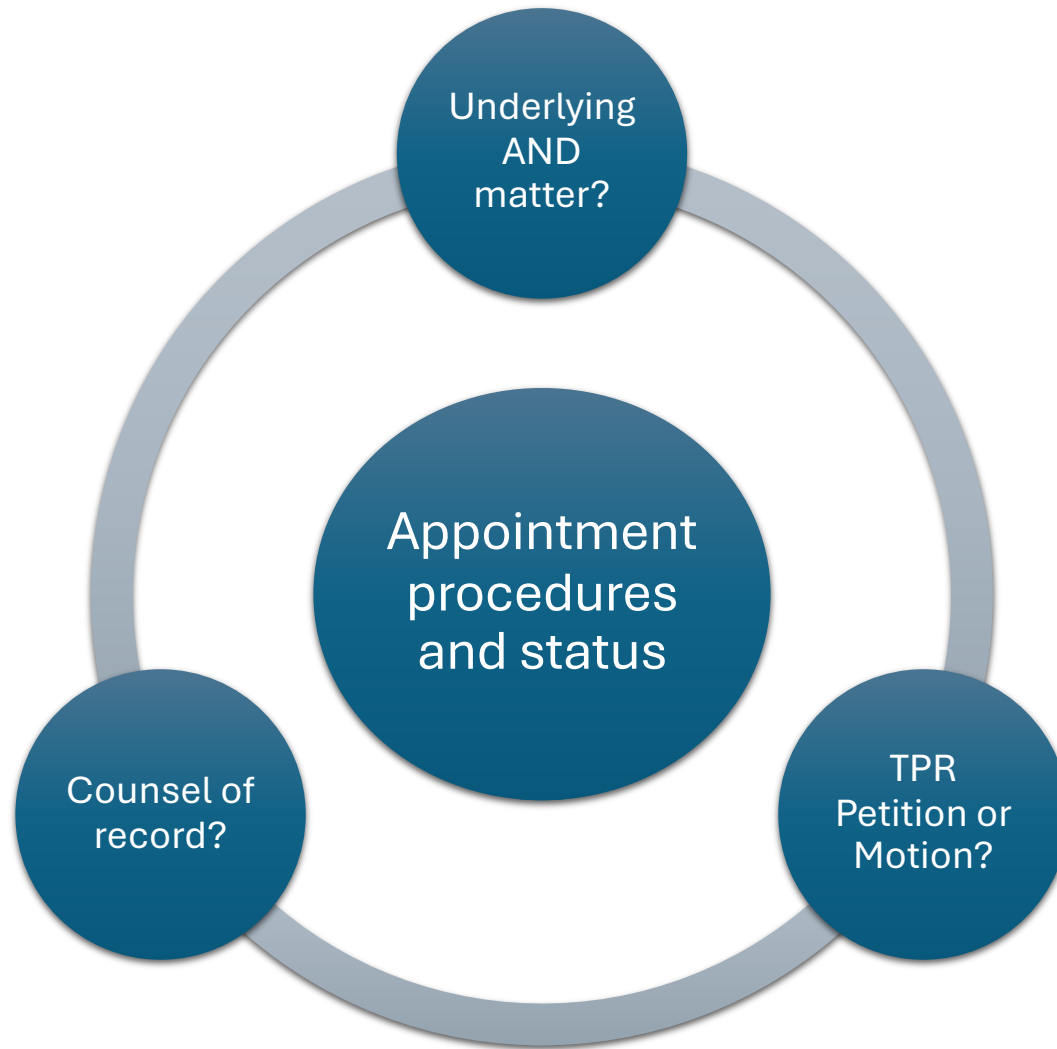 Underlying
AND
matter?
Appointment
procedures
and status
Counsel of
record?
TPR
Petition or
Motion?